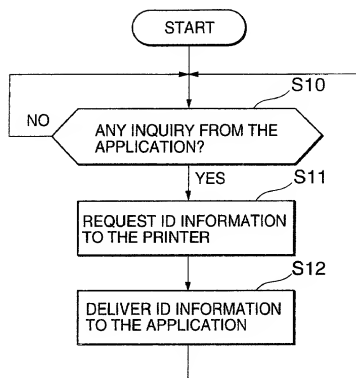 START
S10
NO
ANY INQUIRY FROM THE
APPLICATION?
YES
S11
REQUEST ID INFORMATION
TO THE PRINTER
S12
DELIVER ID INFORMATION
TO THE APPLICATION